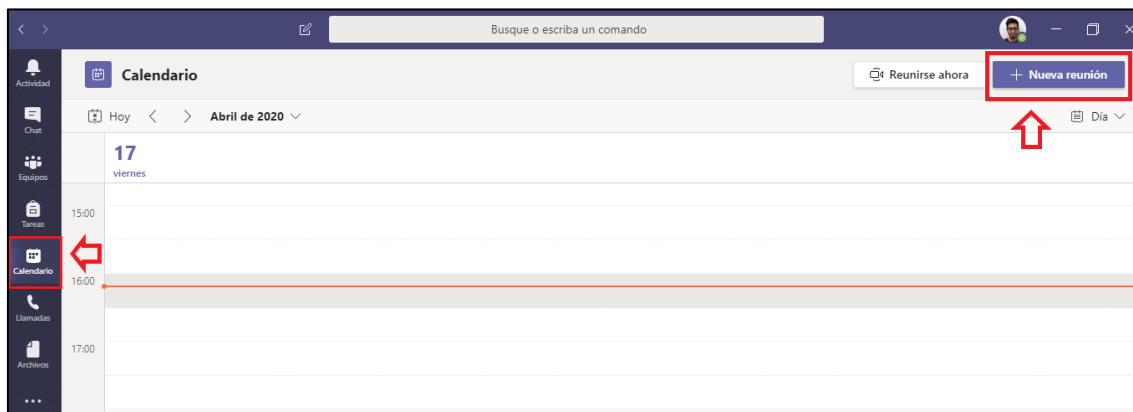 Busque o escriba un comando
Actividad
Chat
Equipos
Tareas
Calendario
Llamadas
Archivos
Calendario
Reunirse ahora
+ Nueva reunión
Hoy
Abril de 2020
Día
17
viernes
15:00
16:00
17:00